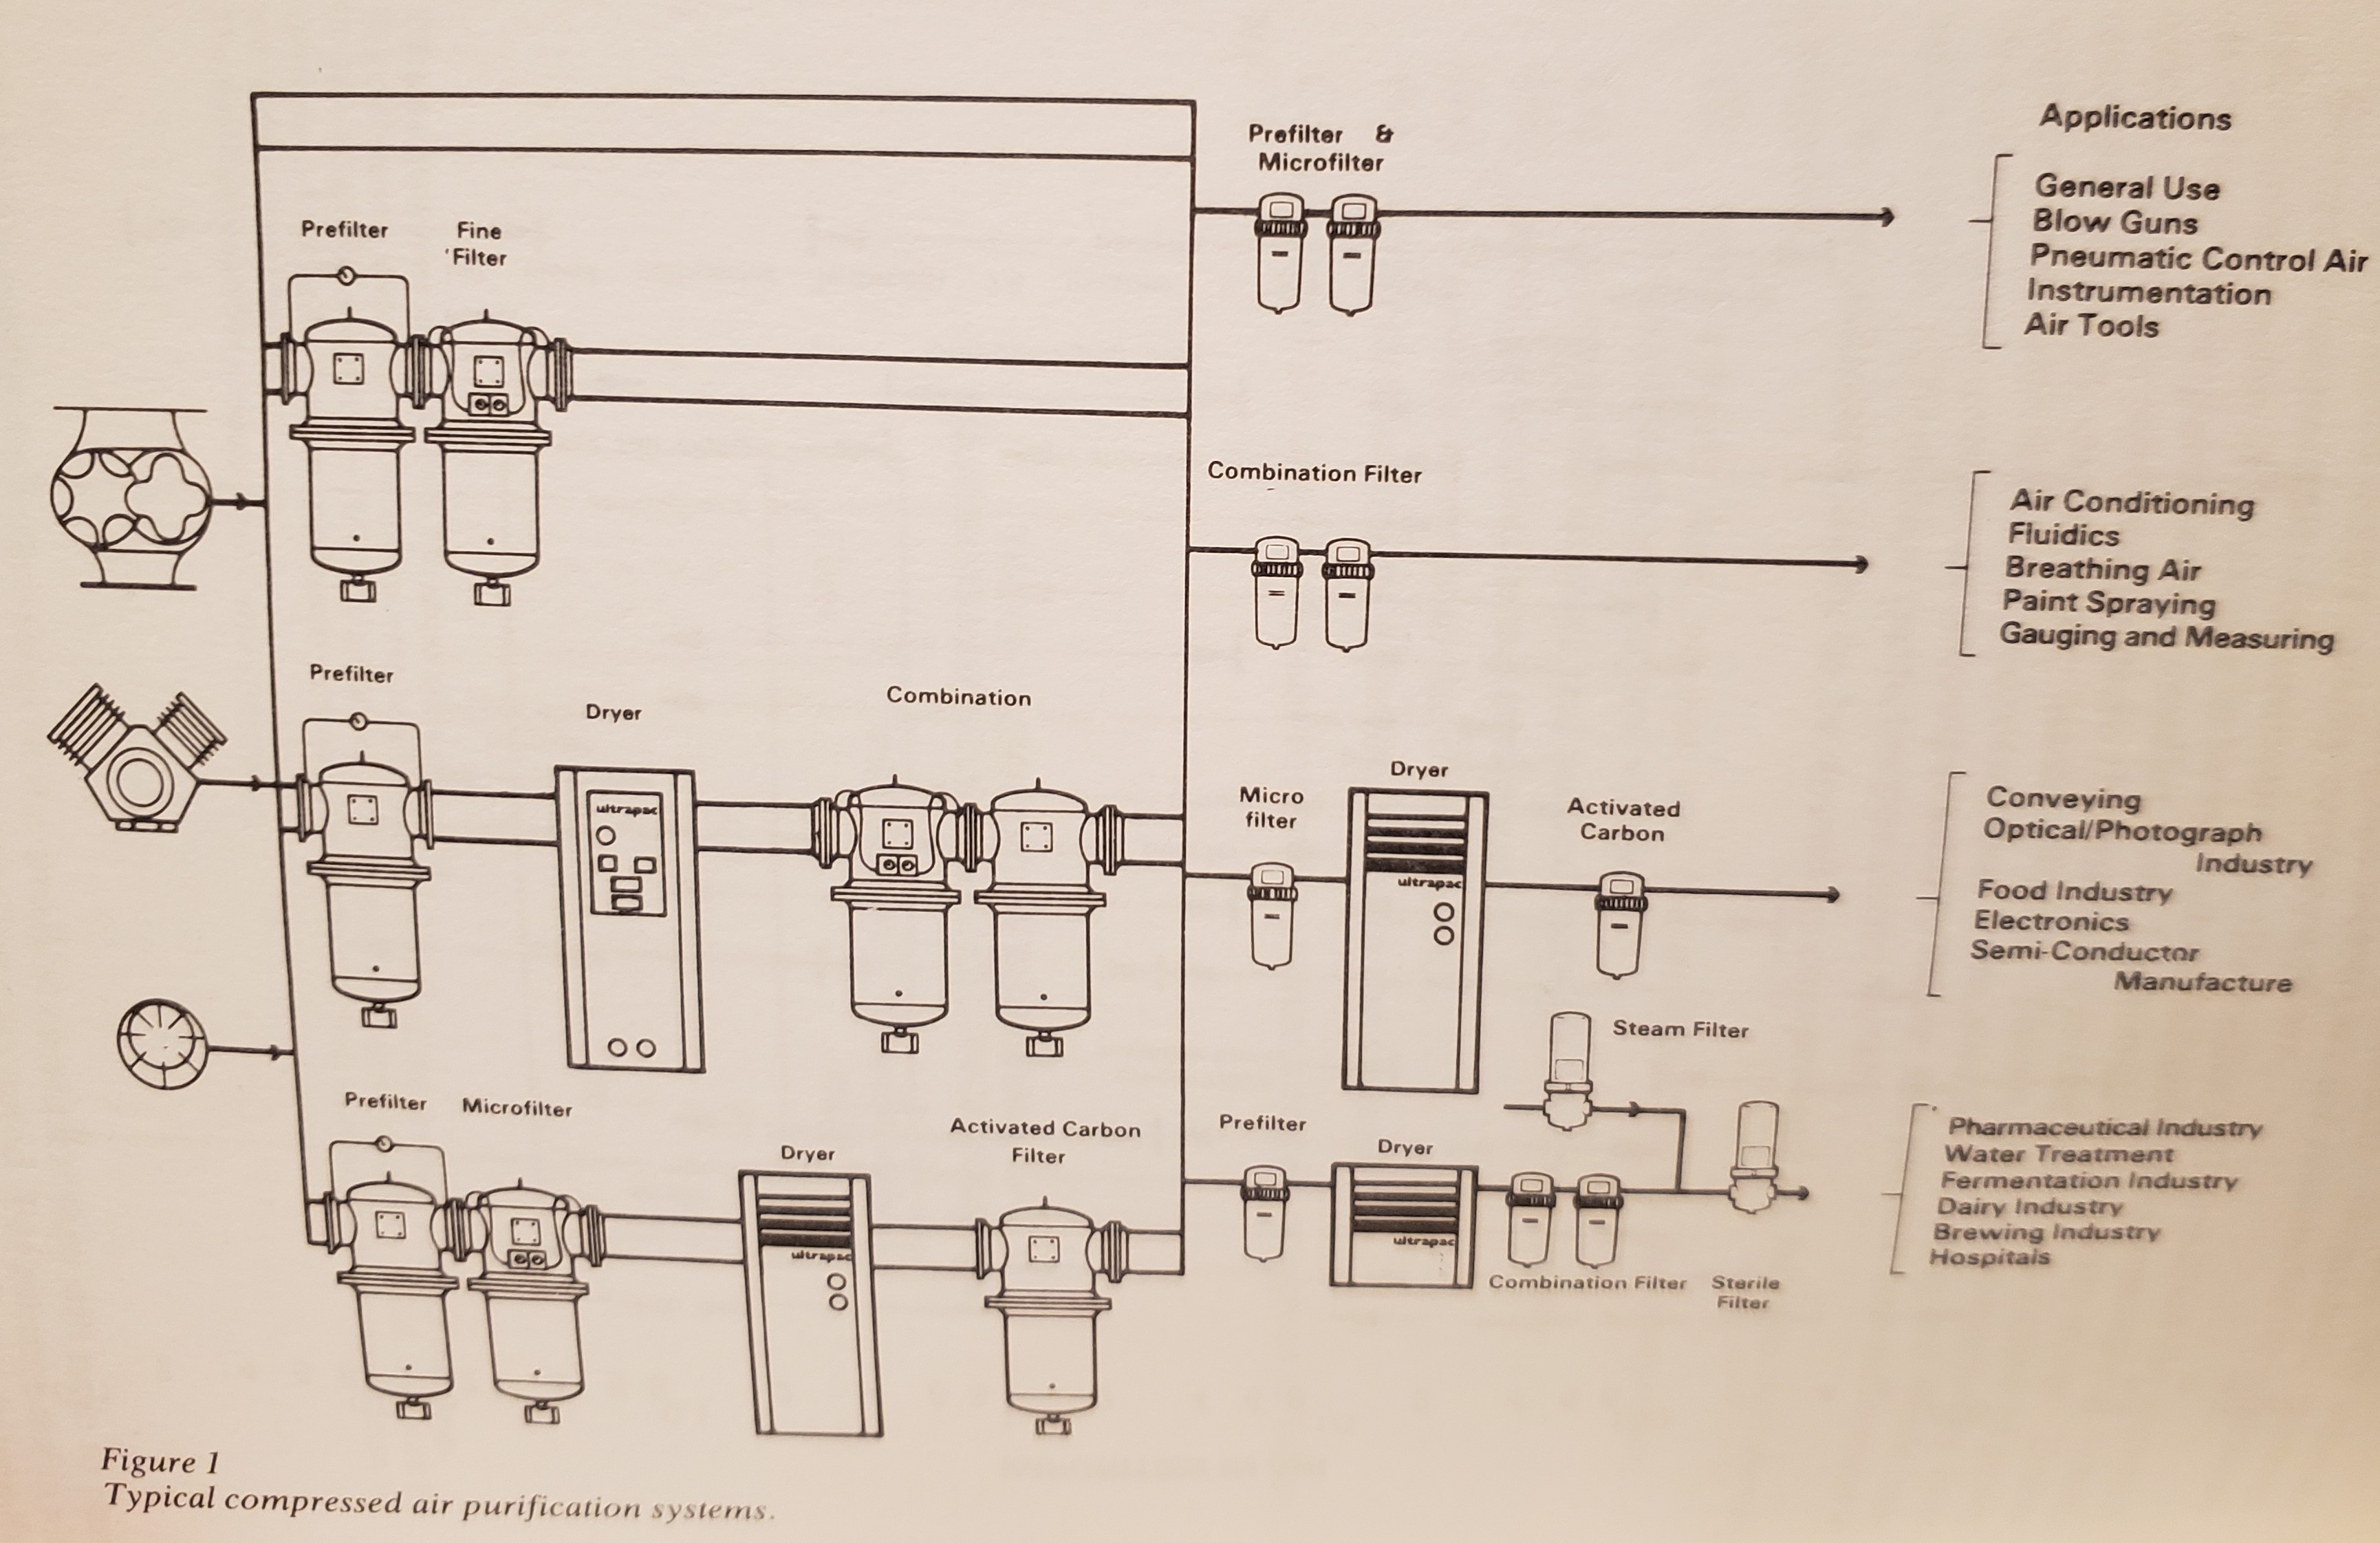 Applications
Prefilter &
Microfilter
General Use
Blow Guns
Pneumatic Control Air
Instrumentation
Air Tools
Prefilter
Fine
Filter
Combination Filter
Air Conditioning
Fluidics
Breathing Air
Paint Spraying
Gauging and Measuring
Prefilter
Dryer
Combination
ultrapac
Micro
filter
Dryer
ultrapac
Activated
Carbon
Conveying
Optical/Photograph
Industry
Food Industry
Electronics
Semi-Conductor
Manufacture
Steam Filter
Prefilter
Microfilter
Dryer
ultrapac
Activated Carbon
Filter
Prefilter
Dryer
ultrapac
Combination Filter
Sterile
Filter
Pharmaceutical Industry
Water Treatment
Fermentation Industry
Dairy Industry
Brewing Industry
Hospitals
Figure 1
Typical compressed air purification systems.